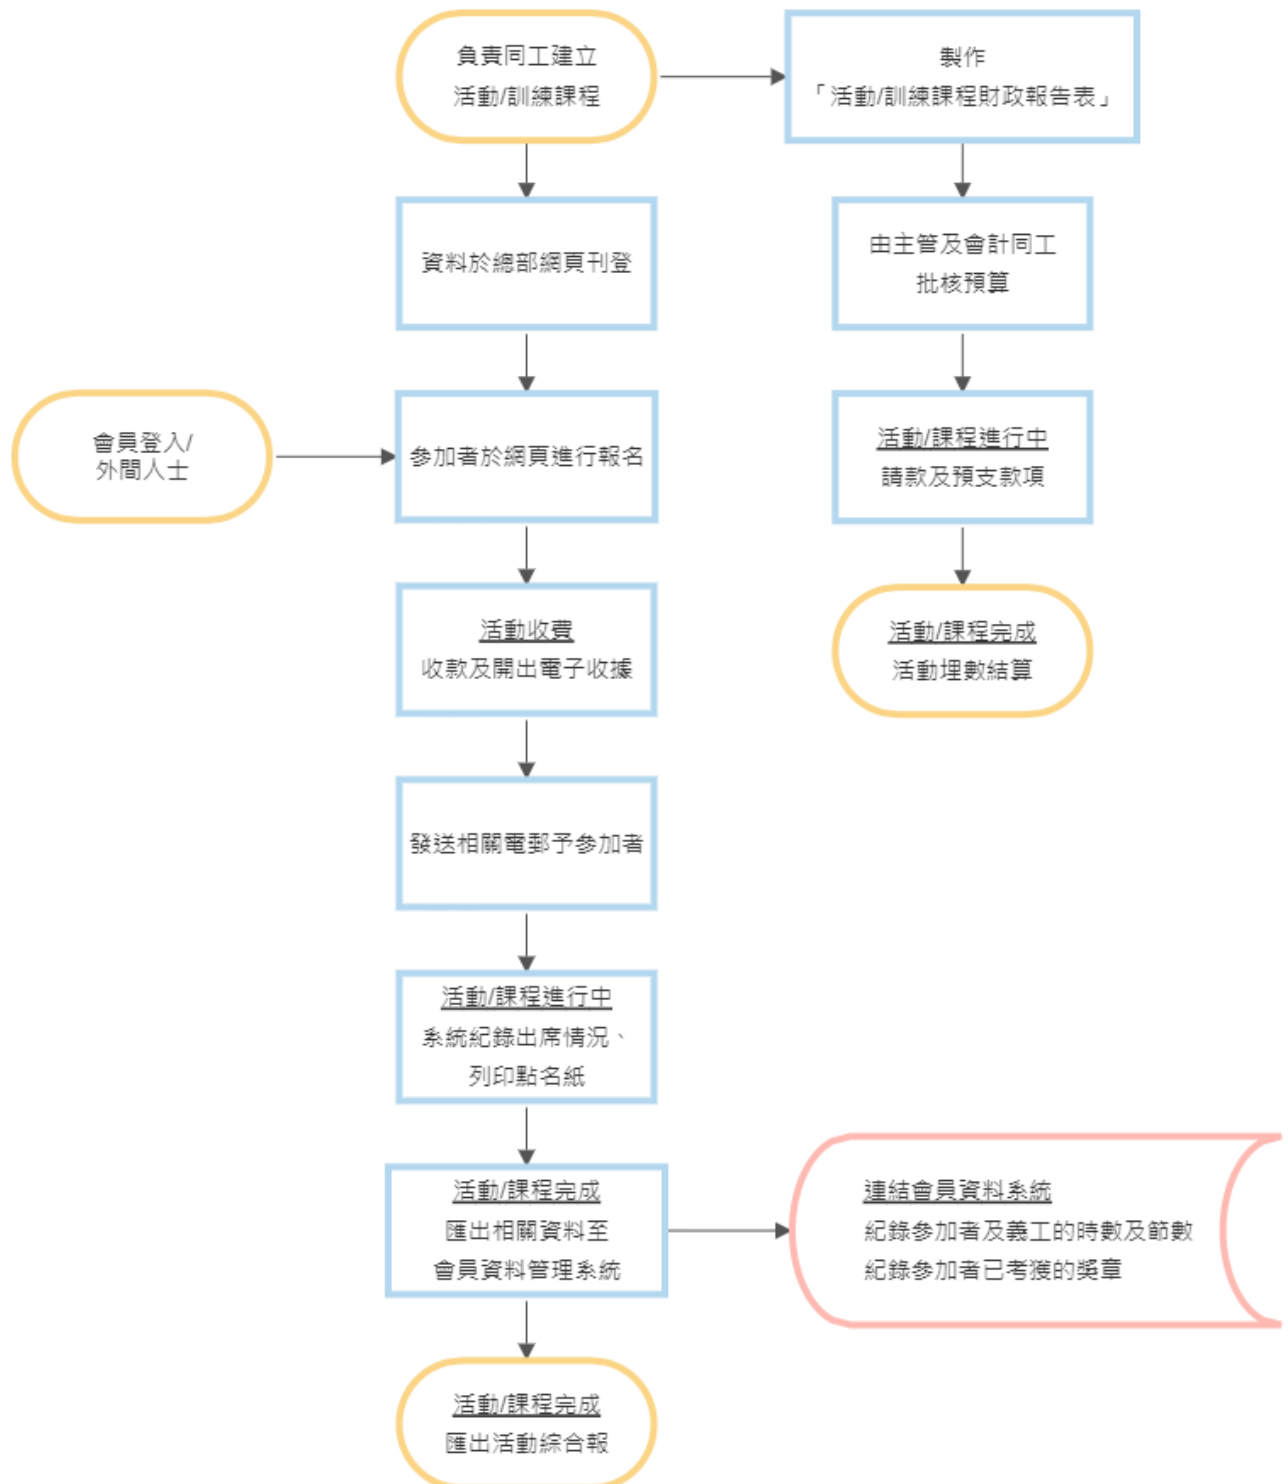 負責同工建立
活動/訓練課程
製作
「活動/訓練課程財政報告表」
資料於總部網頁刊登
由主管及會計同工
批核預算
會員登入/
外間人士
參加者於網頁進行報名
活動/課程進行中
請款及預支款項
活動收費
收款及開出電子收據
活動/課程完成
活動埋數結算
發送相關電郵予參加者
活動/課程進行中
系統紀錄出席情況、
列印點名紙
活動/課程完成
匯出相關資料至
會員資料管理系統
連結會員資料系統
紀錄參加者及義工的時數及節數
紀錄參加者已考獲的獎章
活動/課程完成
匯出活動綜合報